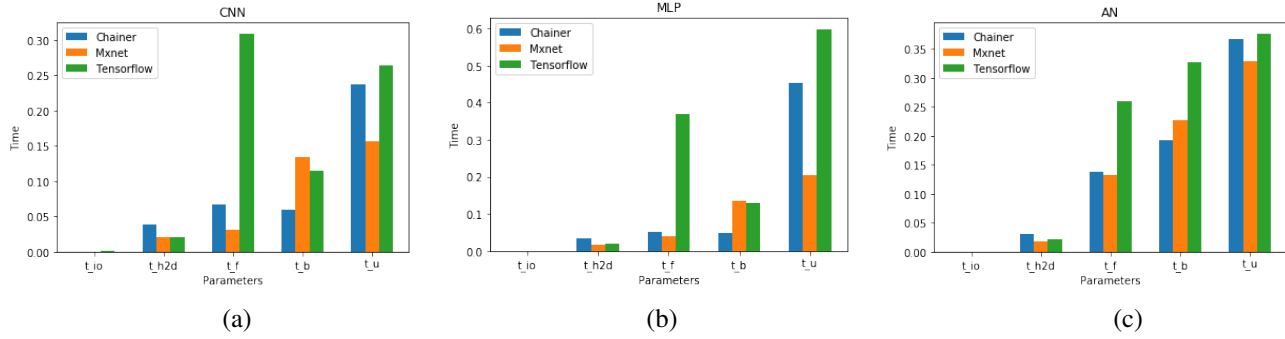 CNN
Chainer
Mxnet
Tensorflow
0.30
0.25
0.20
0.15
0.10
0.05
0.00
Time
t_io t_h2d t_f t_b t_u
Parameters
(a)
MLP
Chainer
Mxnet
Tensorflow
0.6
0.5
0.4
0.3
0.2
0.1
0.0
Time
t_io t_h2d t_f t_b t_u
Parameters
(b)
AN
Chainer
Mxnet
Tensorflow
0.35
0.30
0.25
0.20
0.15
0.10
0.05
0.00
Time
t_io t_h2d t_f t_b t_u
Parameters
(c)